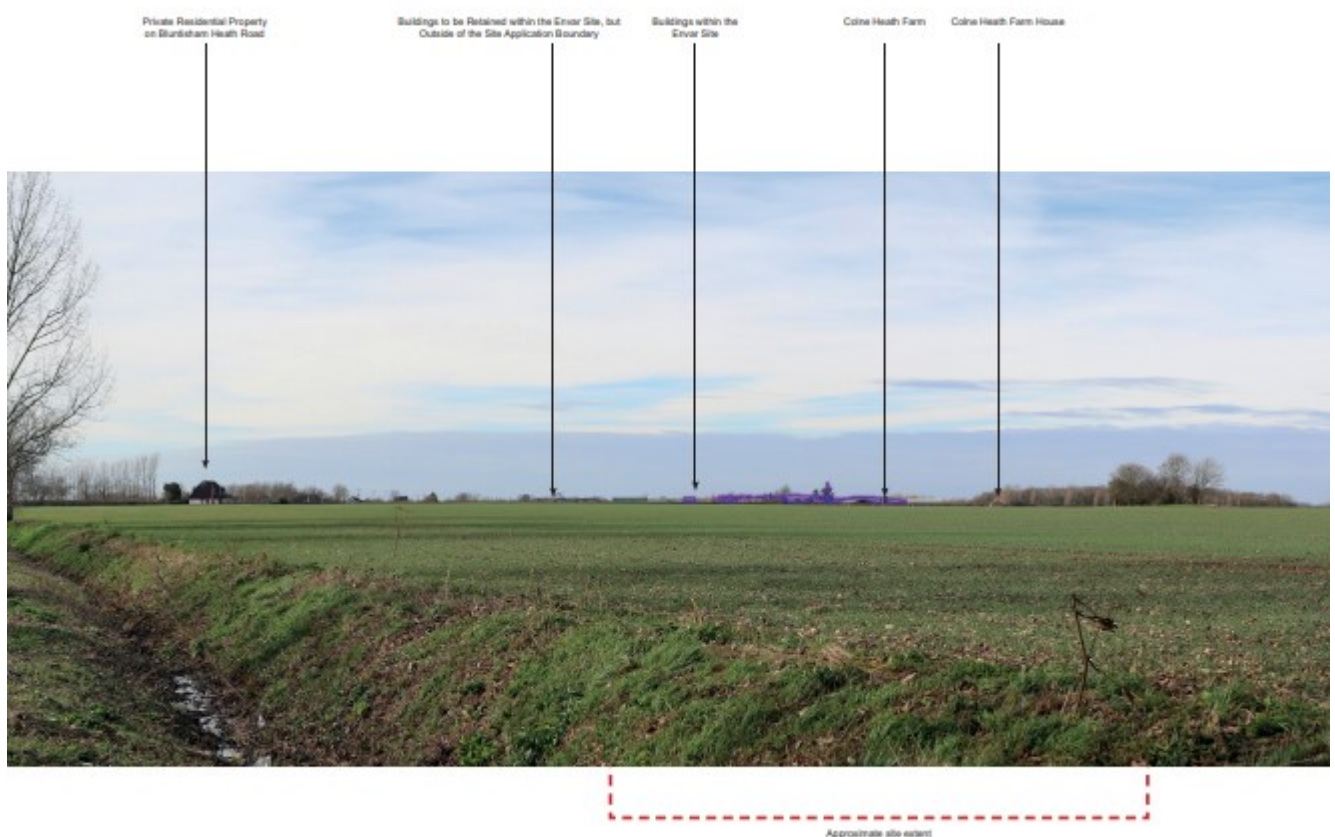 Private Residential Property
on Bluntisham Heath Road
Buildings to be Retained within the Envar Site, but
Outside of the Site Application Boundary
Buildings within the
Envar Site
Colne Heath Farm
Colne Heath Farm House
Approximate site extent